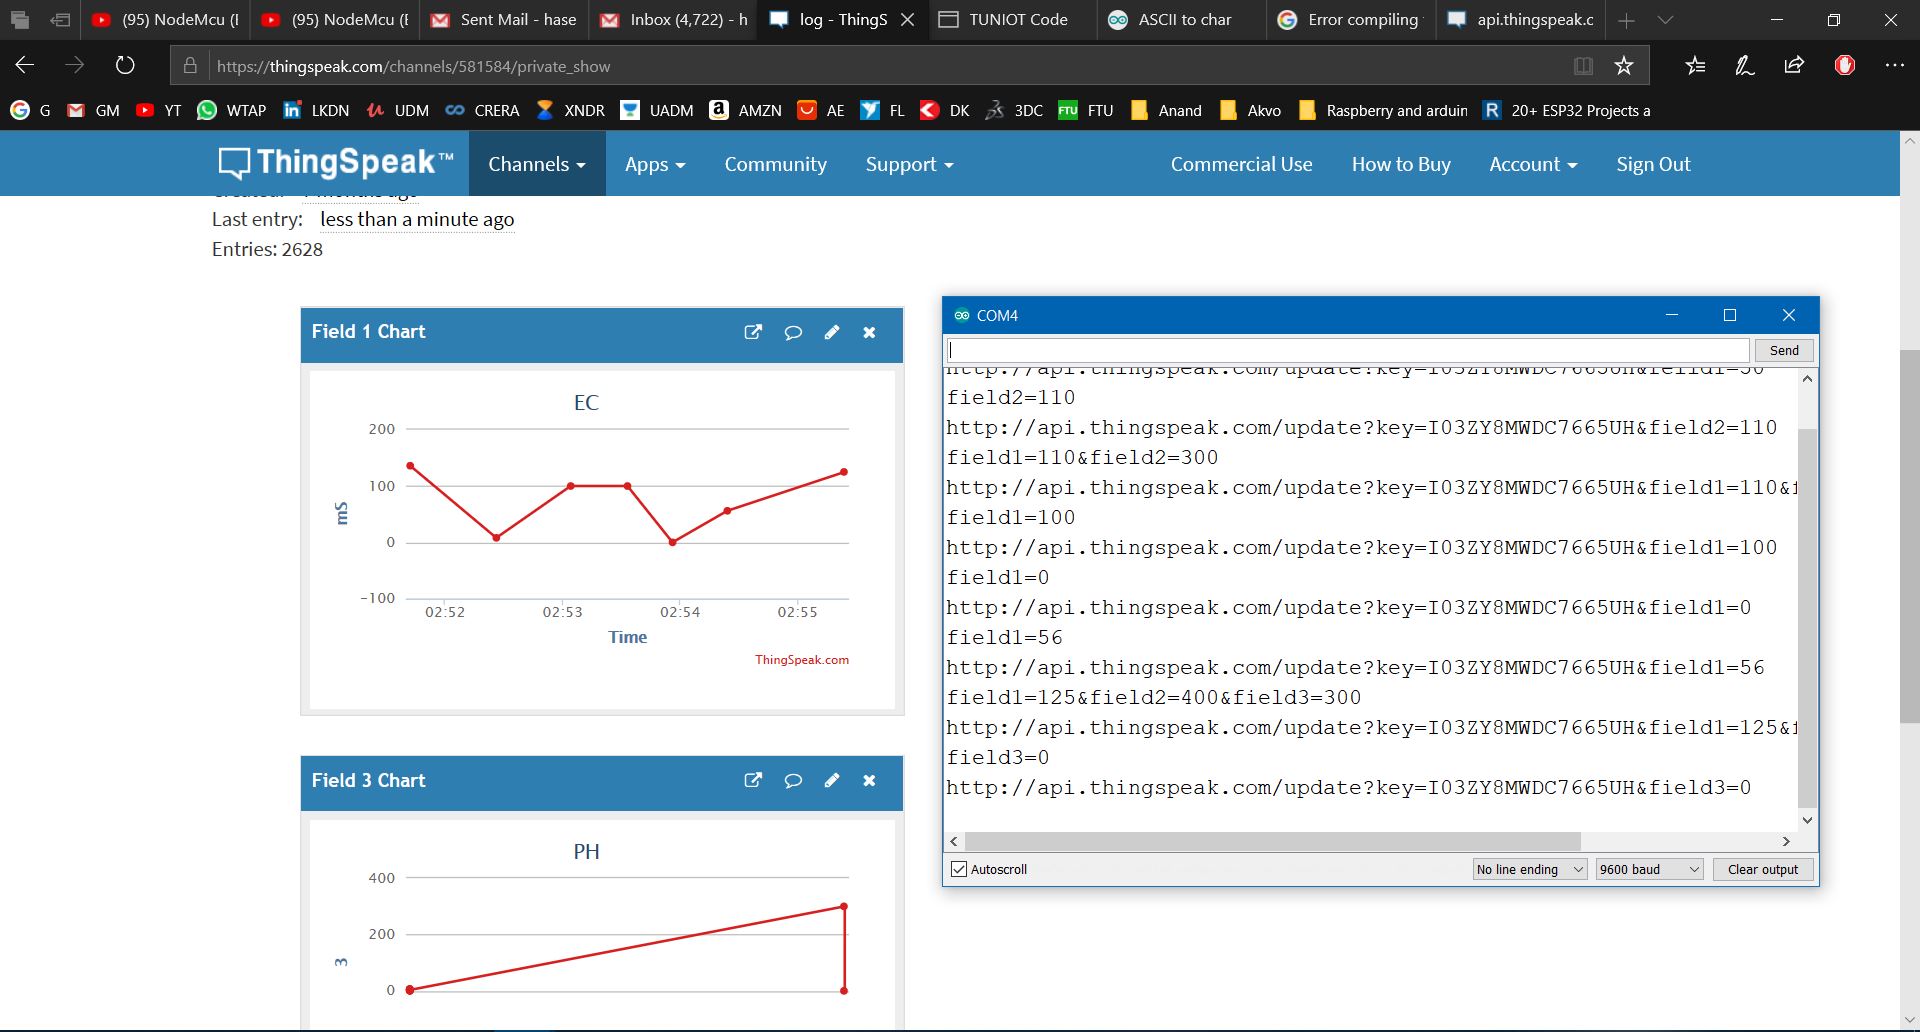 (95) NodeMcu (E
(95) NodeMcu (E
Sent Mail - hase
Inbox (4,722) - h
log - ThingS
TUNIOT Code
ASCII to char
Error compiling
api.thingspeak.c
https://thingspeak.com/channels/581584/private_show
G GM YT WTAP LKDN UDM CRERA XNDR UADM AMZN AE FL DK 3DC FTU FTU Anand Akvo Raspberry and arduin 20+ ESP32 Projects a
ThingSpeak™ Channels Apps Community Support Commercial Use How to Buy Account Sign Out
Last entry: less than a minute ago
Entries: 2628
Field 1 Chart
EC
200
100
0
-100
mS
02:52 02:53 02:54 02:55
Time
ThingSpeak.com
Field 3 Chart
PH
400
200
0
3
COM4
Send
field2=110
http://api.thingspeak.com/update?key=I03ZY8MWDC7665UH&field2=110
field1=110&field2=300
http://api.thingspeak.com/update?key=I03ZY8MWDC7665UH&field1=110&f
field1=100
http://api.thingspeak.com/update?key=I03ZY8MWDC7665UH&field1=100
field1=0
http://api.thingspeak.com/update?key=I03ZY8MWDC7665UH&field1=0
field1=56
http://api.thingspeak.com/update?key=I03ZY8MWDC7665UH&field1=56
field1=125&field2=400&field3=300
http://api.thingspeak.com/update?key=I03ZY8MWDC7665UH&field1=125&f
field3=0
http://api.thingspeak.com/update?key=I03ZY8MWDC7665UH&field3=0
Autoscroll No line ending 9600 baud Clear output